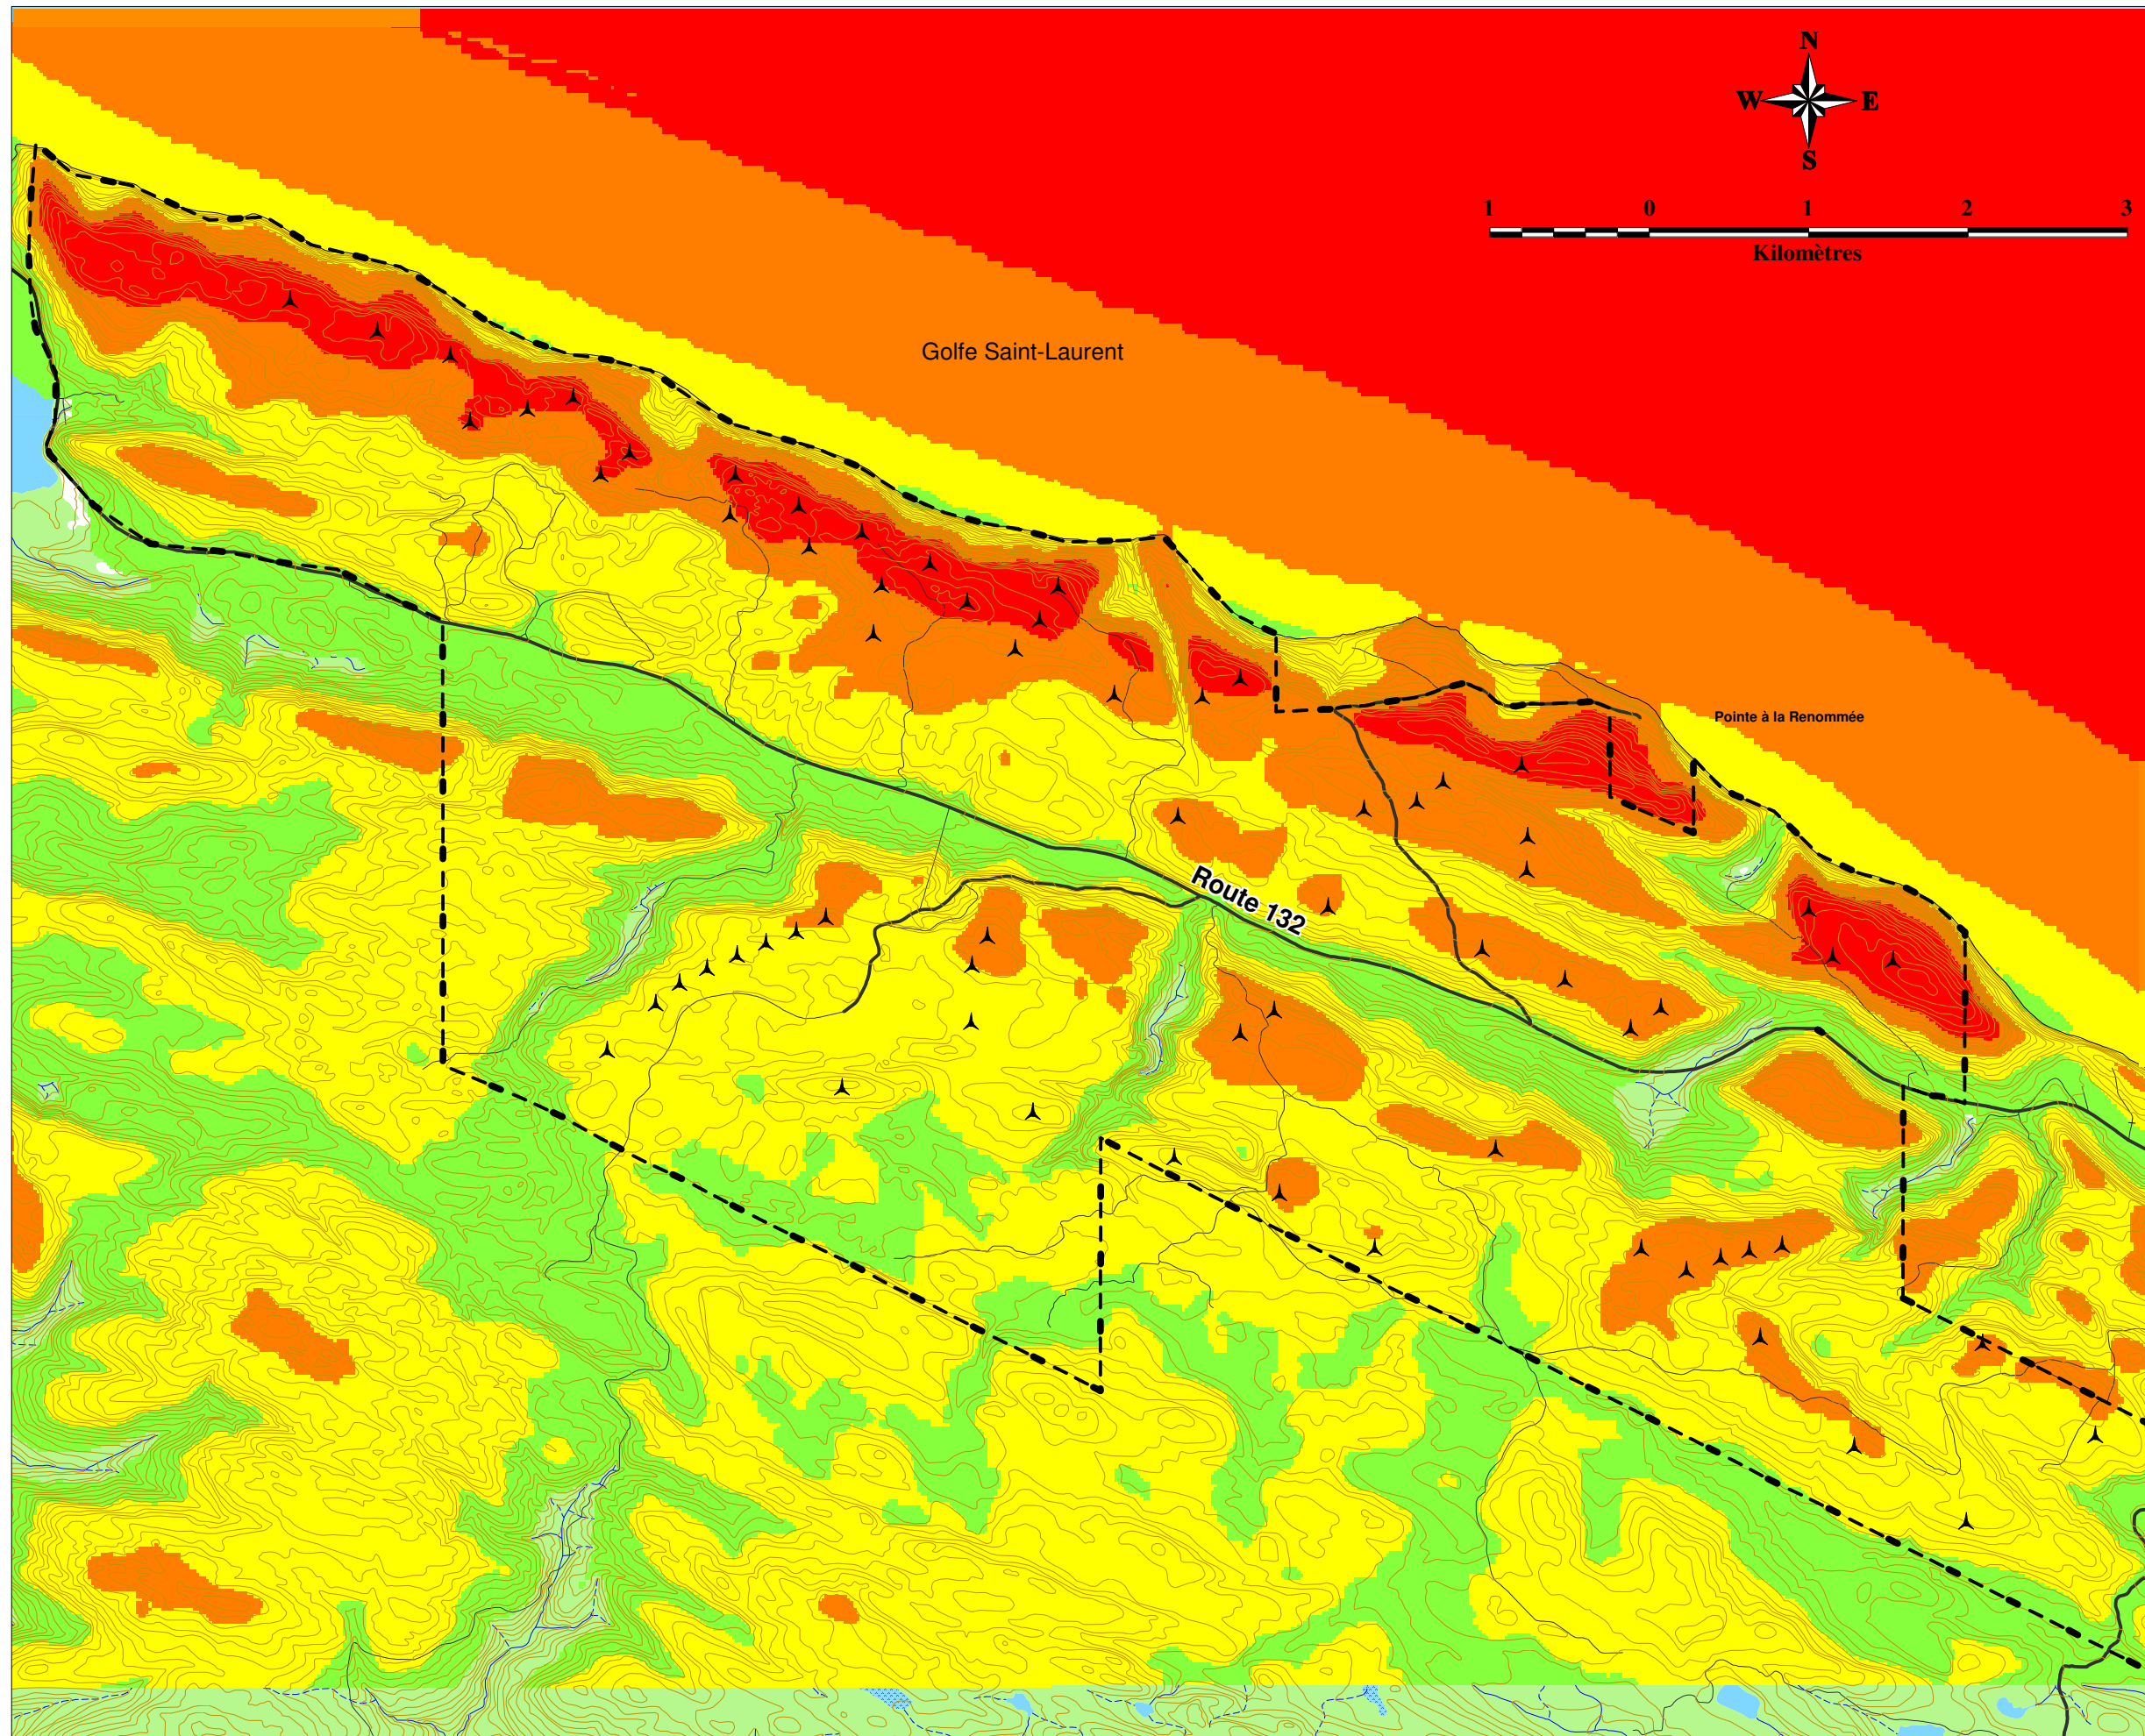 N
W E
S
1 0 1 2 3
Kilomètres
Golfe Saint-Laurent
Pointe à la Renommée
Route 132